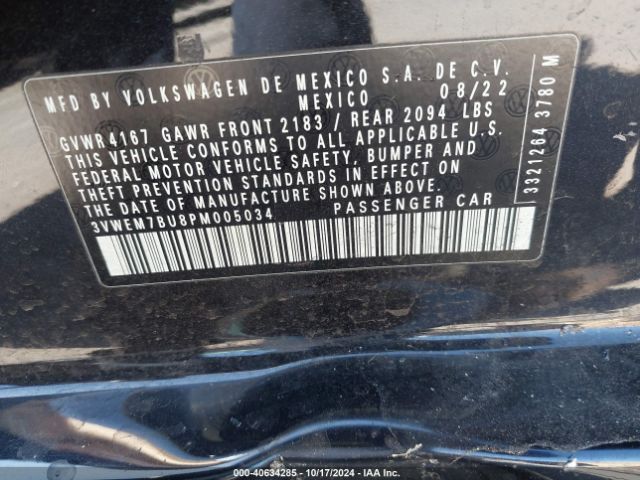 MFD BY VOLKSWAGEN DE MEXICO S.A. DE C.V.
MEXICO 08/22
GVWR 4167 GAWR FRONT 2183 / REAR 2094 LBS
THIS VEHICLE CONFORMS TO ALL APPLICABLE U.S.
FEDERAL MOTOR VEHICLE SAFETY, BUMPER AND
THEFT PREVENTION STANDARDS IN EFFECT ON
THE DATE OF MANUFACTURE SHOWN ABOVE.
3VWEM7BU8PM005034 PASSENGER CAR
3321264 3780 M
000-40634285 - 10/17/2024 - IAA Inc.